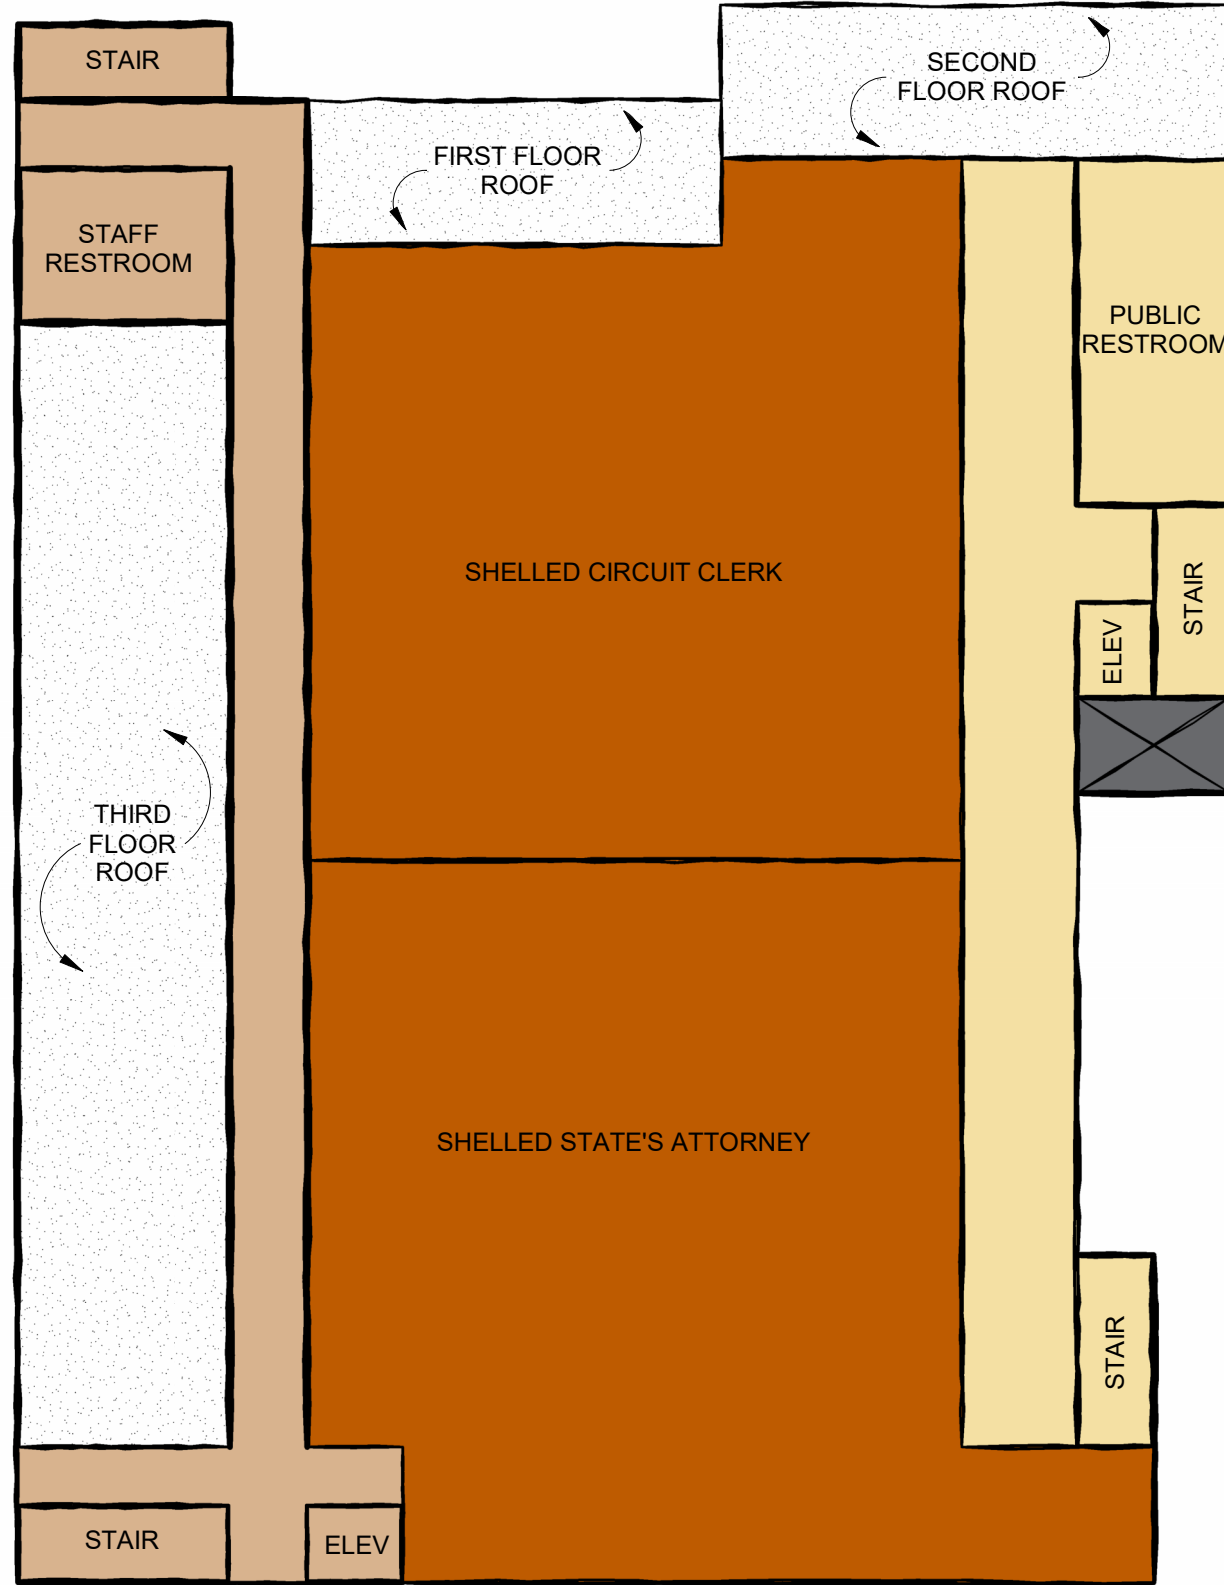 STAIR
SECOND
FLOOR ROOF
FIRST FLOOR
ROOF
STAFF
RESTROOM
PUBLIC
RESTROOM
SHELLED CIRCUIT CLERK
STAIR
ELEV
THIRD
FLOOR
ROOF
SHELLED STATE'S ATTORNEY
STAIR
STAIR
ELEV